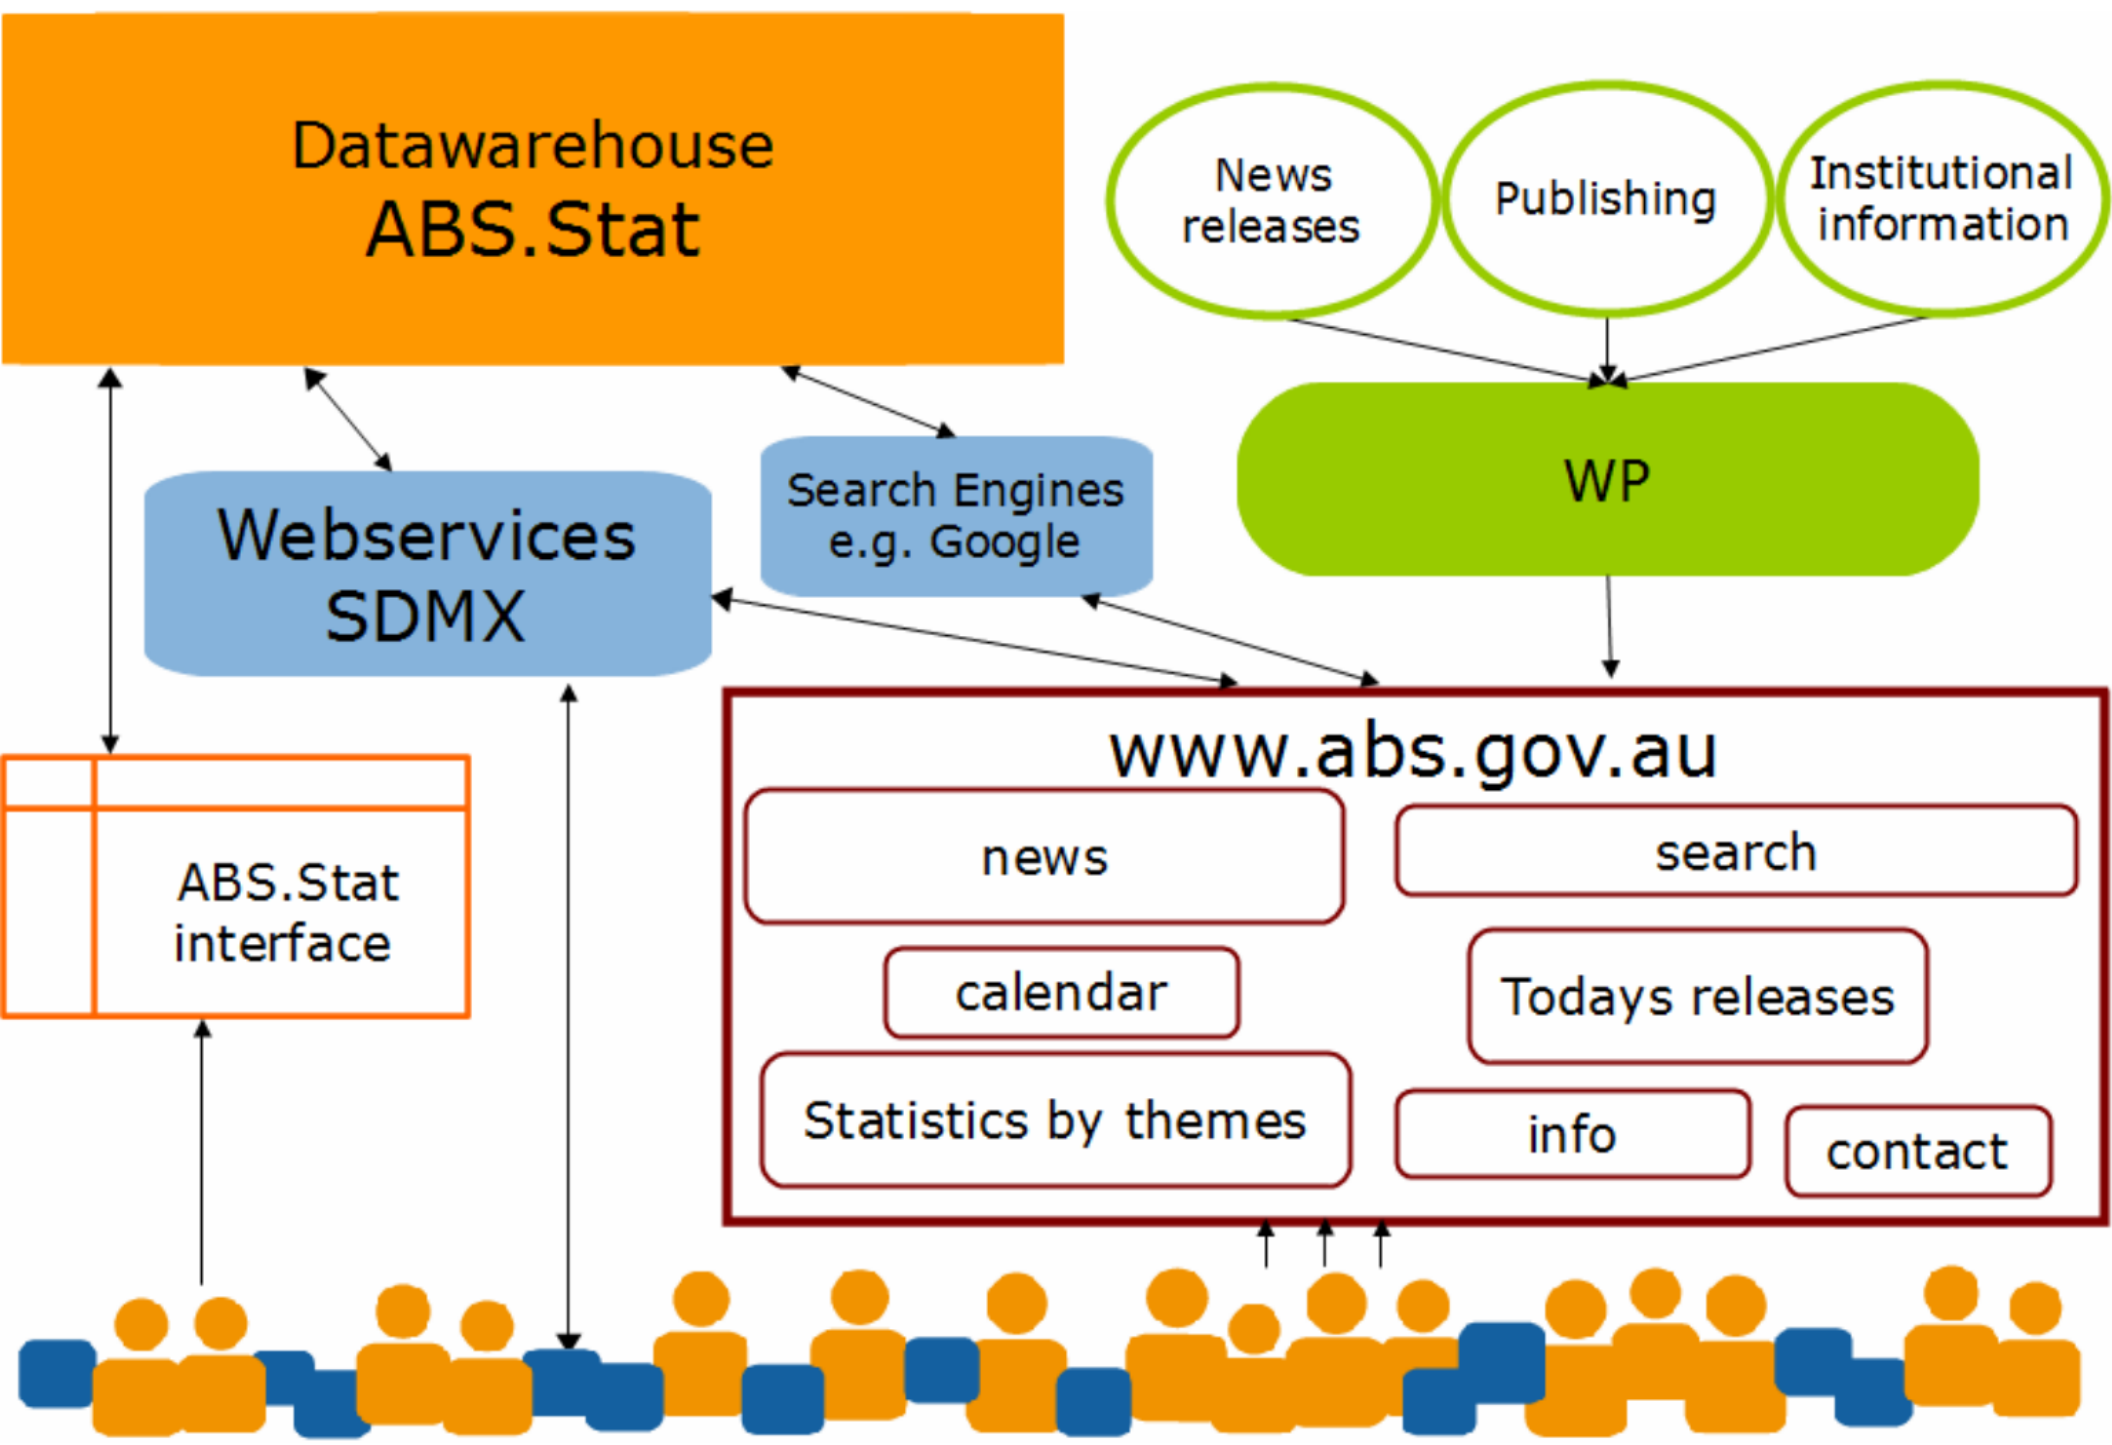 Datawarehouse
ABS.Stat
News
releases
Publishing
Institutional
information
WP
Search Engines
e.g. Google
Webservices
SDMX
www.abs.gov.au
news
search
calendar
Todays releases
Statistics by themes
info
contact
ABS.Stat
interface